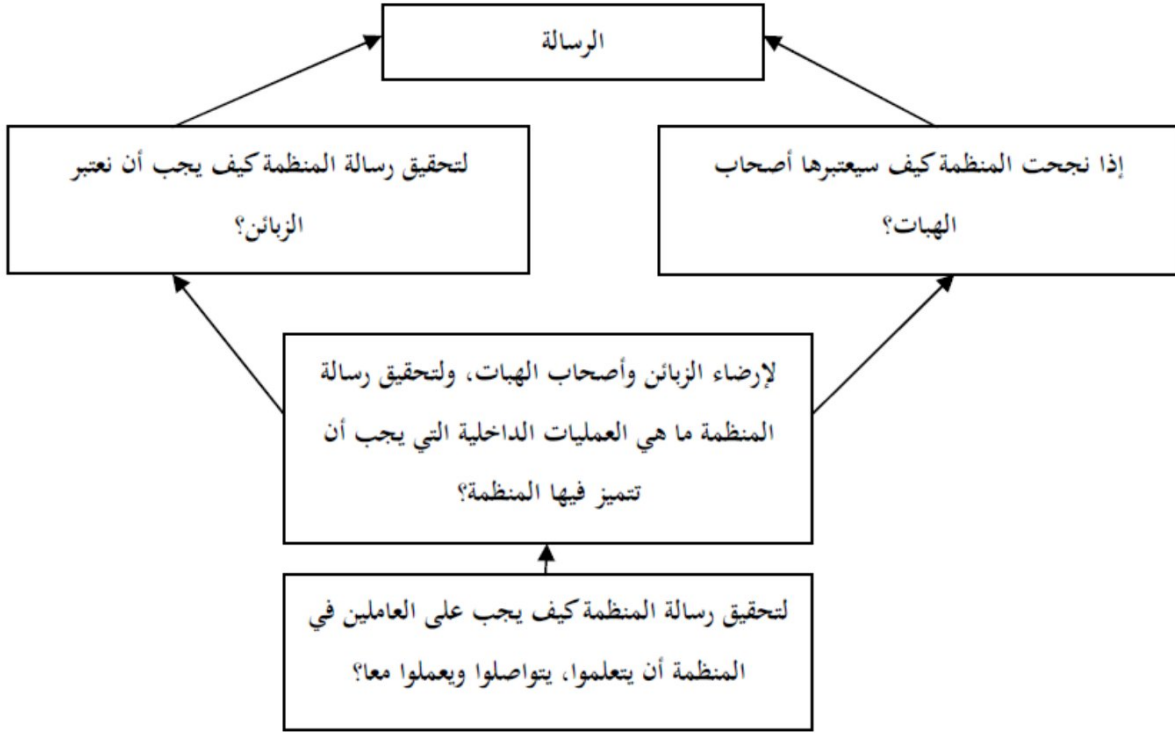 الرسالة
إذا نجحت المنظمة كيف سيعتبرها أصحاب
الهبات؟
لتحقيق رسالة المنظمة كيف يجب أن نعتبر
الزبائن؟
لإرضاء الزبائن وأصحاب الهبات، ولتحقيق رسالة
المنظمة ما هي العمليات الداخلية التي يجب أن
تتميز فيها المنظمة؟
لتحقيق رسالة المنظمة كيف يجب على العاملين في
المنظمة أن يتعلموا، يتواصلوا ويعملوا معا؟